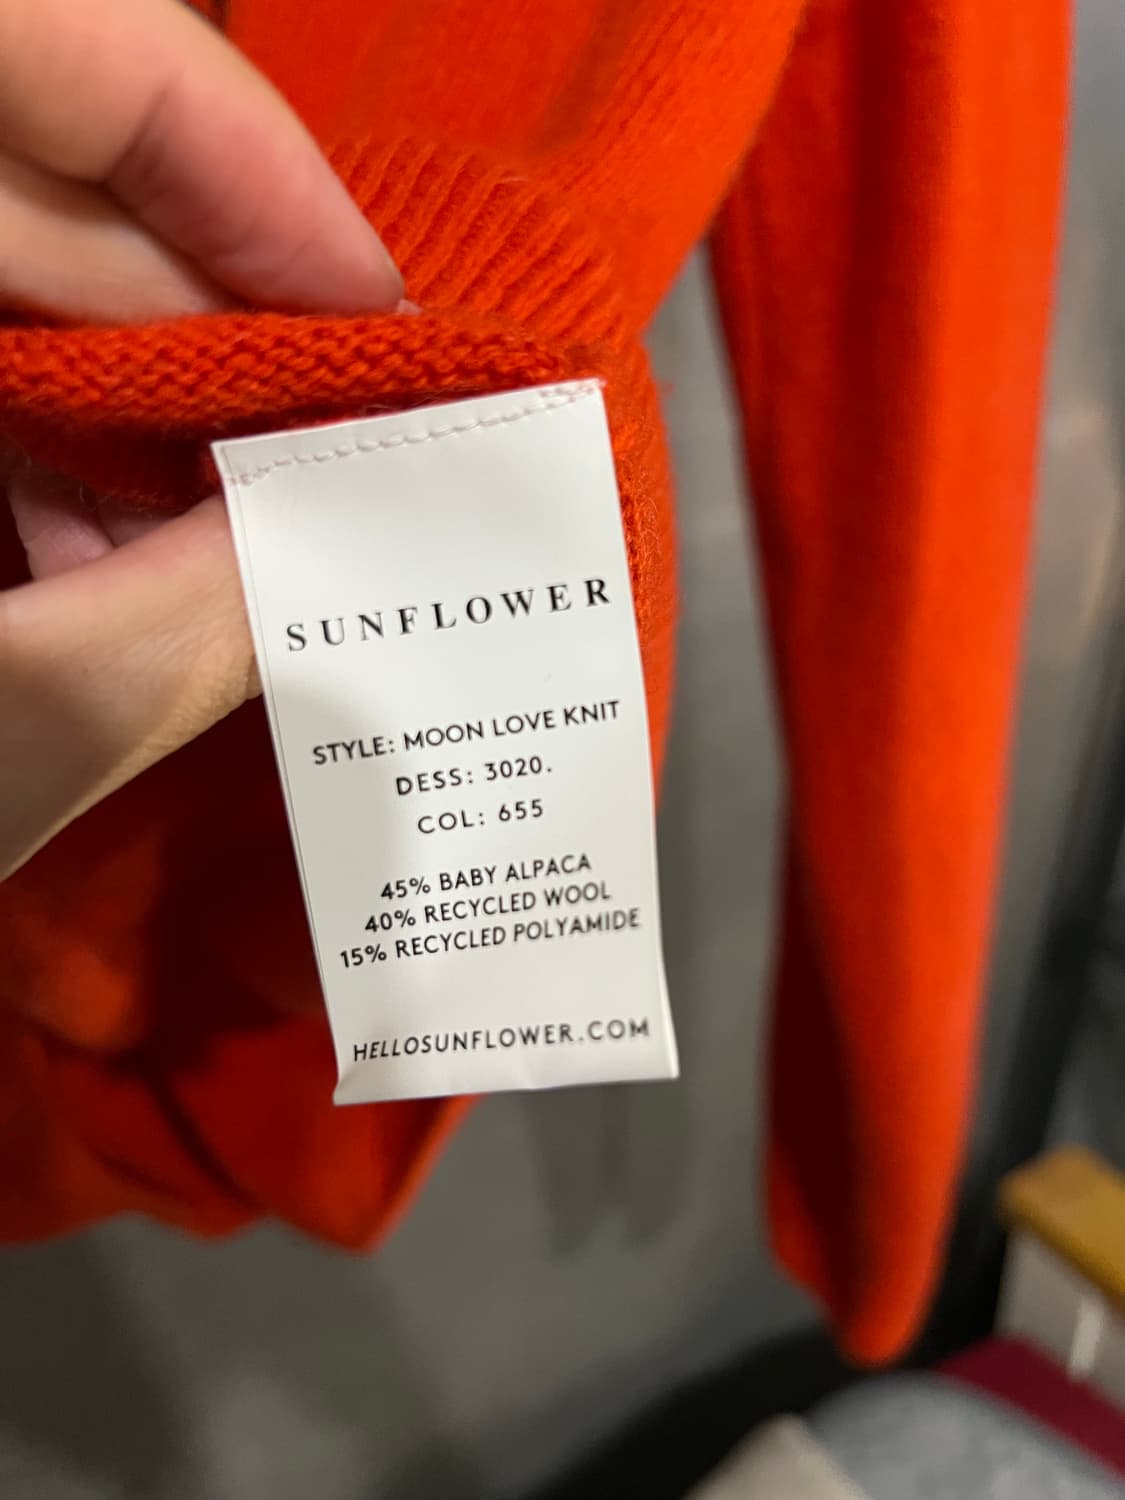 SUNFLOWER
STYLE: MOON LOVE KNIT
DESS: 3020.
COL: 655
45% BABY ALPACA
40% RECYCLED WOOL
15% RECYCLED POLYAMIDE
HELLOSUNFLOWER.COM